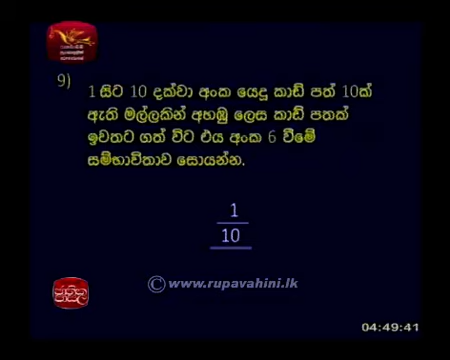 9)
1 සිට 10 දක්වා අංක යෙදූ කාඩ් පත් 10ක්
ඇති මල්ලකින් අහඹු ලෙස කාඩ් පතක්
ඉවතට ගත් විට එය අංක 6 වීමේ
සම්භාවිතාව සොයන්න.
1
10
© www.rupavahini.lk
04:49:41